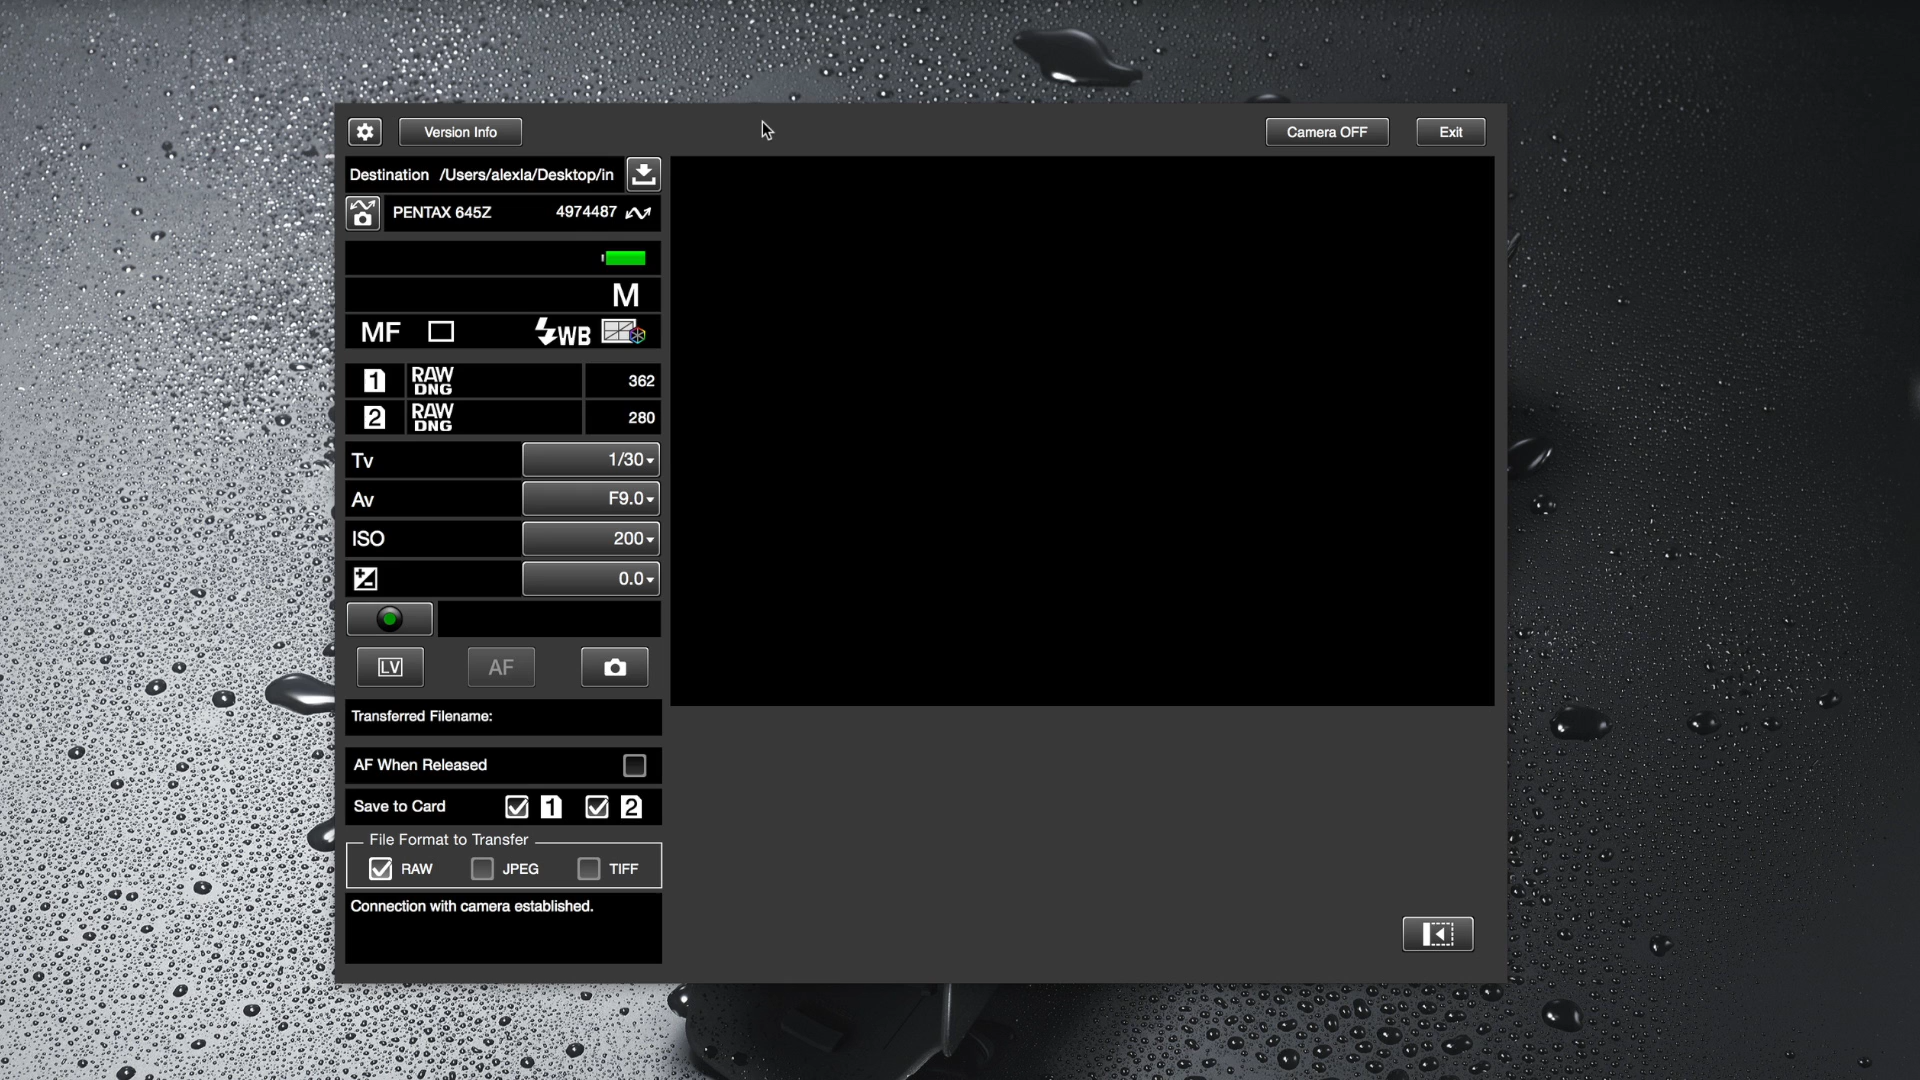 Version Info
Camera OFF
Exit
Destination /Users/alexla/Desktop/in
PENTAX 645Z 4974487
M
MF WB
1 RAW DNG 362
2 RAW DNG 280
Tv 1/30
Av F9.0
ISO 200
0.0
LV AF
Transferred Filename:
AF When Released
Save to Card 1 2
File Format to Transfer
RAW JPEG TIFF
Connection with camera established.